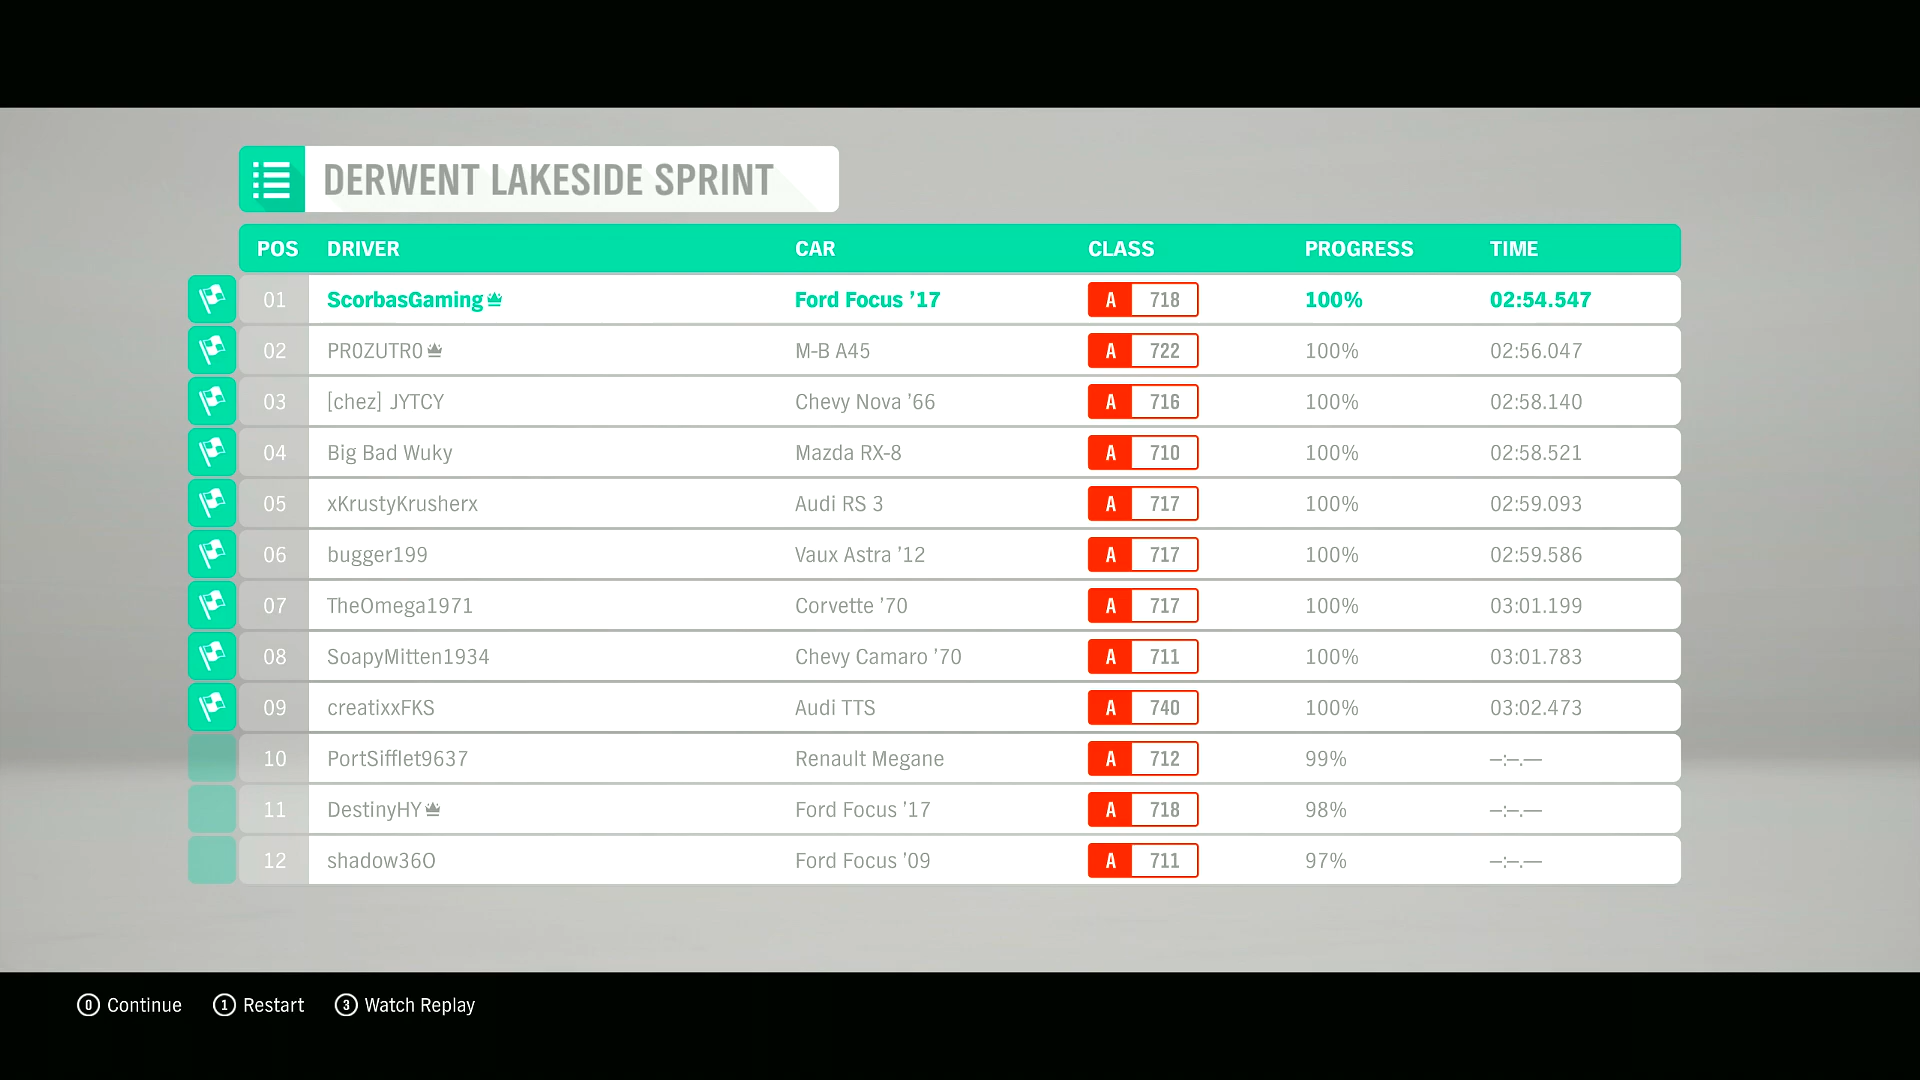 DERWENT LAKESIDE SPRINT
POS DRIVER CAR CLASS PROGRESS TIME
01 ScorbasGaming Ford Focus ’17 A 718 100% 02:54.547
02 PR0ZUTR0 M-B A45 A 722 100% 02:56.047
03 [chez] JYTCY Chevy Nova ’66 A 716 100% 02:58.140
04 Big Bad Wuky Mazda RX-8 A 710 100% 02:58.521
05 xKrustyKrusherx Audi RS 3 A 717 100% 02:59.093
06 bugger199 Vaux Astra ’12 A 717 100% 02:59.586
07 TheOmega1971 Corvette ’70 A 717 100% 03:01.199
08 SoapyMitten1934 Chevy Camaro ’70 A 711 100% 03:01.783
09 creatixxFKS Audi TTS A 740 100% 03:02.473
10 PortSifflet9637 Renault Megane A 712 99% –:–.––
11 DestinyHY Ford Focus ’17 A 718 98% –:–.––
12 shadow36O Ford Focus ’09 A 711 97% –:–.––
0 Continue 1 Restart 3 Watch Replay